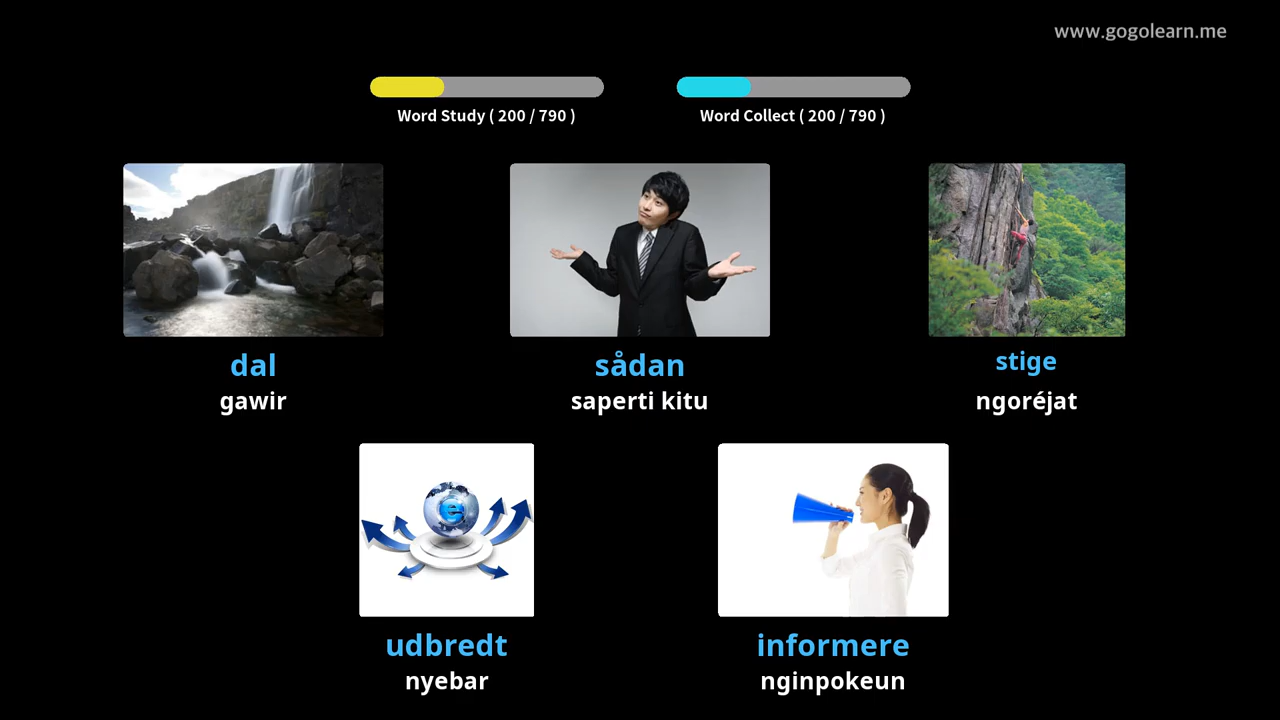 www.gogolearn.me
Word Study ( 200 / 790 )
Word Collect ( 200 / 790 )
dal
gawir
sådan
saperti kitu
stige
ngoréjat
e
udbredt
nyebar
informere
nginpokeun